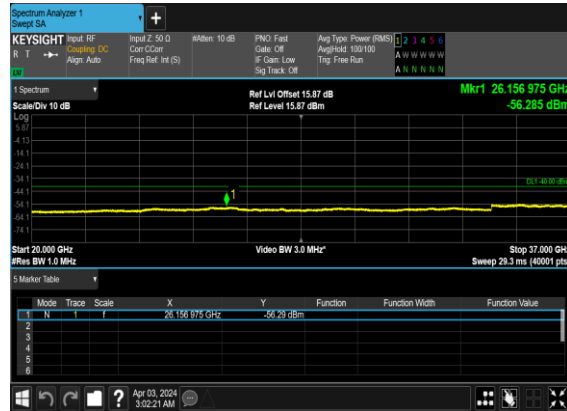 Spectrum Analyzer 1
Swept SA
+
KEYSIGHT Input: RF Input Z: 50 Ω #Atten: 10 dB PNO: Fast Avg Type: Power (RMS) 1 2 3 4 5 6
R T Coupling: DC Corr CCorr Gate: Off Avg|Hold: 100/100 A W W W W W
Align: Auto Freq Ref: Int (S) IF Gain: Low Trig: Free Run A N N N N N
Sig Track: Off
1 Spectrum Ref Lvl Offset 15.87 dB Mkr1 26.156 975 GHz
Scale/Div 10 dB Ref Level 15.87 dBm -56.285 dBm
Log
5.87
-4.13
-14.1
-24.1
-34.1 DL1 -40.00 dBm
-44.1 1
-54.1
-64.1
-74.1
Start 20.000 GHz Video BW 3.0 MHz* Stop 37.000 GHz
#Res BW 1.0 MHz Sweep 29.3 ms (40001 pts)
5 Marker Table
Mode Trace Scale X Y Function Function Width Function Value
1 N 1 f 26.156 975 GHz -56.29 dBm
2
3
4
5
6
? Apr 03, 2024
3:02:21 AM